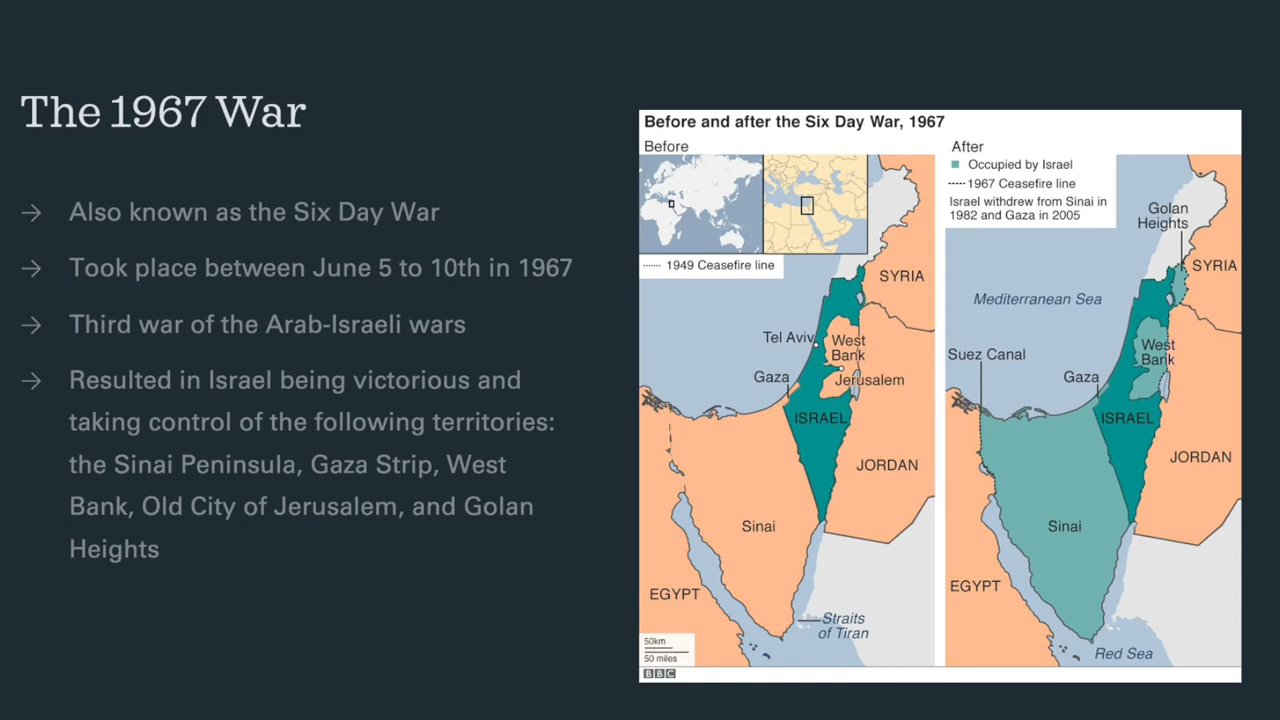 The 1967 War
→ Also known as the Six Day War
→ Took place between June 5 to 10th in 1967
→ Third war of the Arab-Israeli wars
→ Resulted in Israel being victorious and
taking control of the following territories:
the Sinai Peninsula, Gaza Strip, West
Bank, Old City of Jerusalem, and Golan
Heights
Before and after the Six Day War, 1967
Before
1949 Ceasefire line
SYRIA
Tel Aviv
West
Bank
Gaza
Jerusalem
ISRAEL
JORDAN
Sinai
EGYPT
Straits
of Tiran
50km
50 miles
BBC
After
Occupied by Israel
1967 Ceasefire line
Israel withdrew from Sinai in
1982 and Gaza in 2005
Golan
Heights
SYRIA
Mediterranean Sea
Suez Canal
West
Bank
Gaza
ISRAEL
JORDAN
Sinai
EGYPT
Red Sea